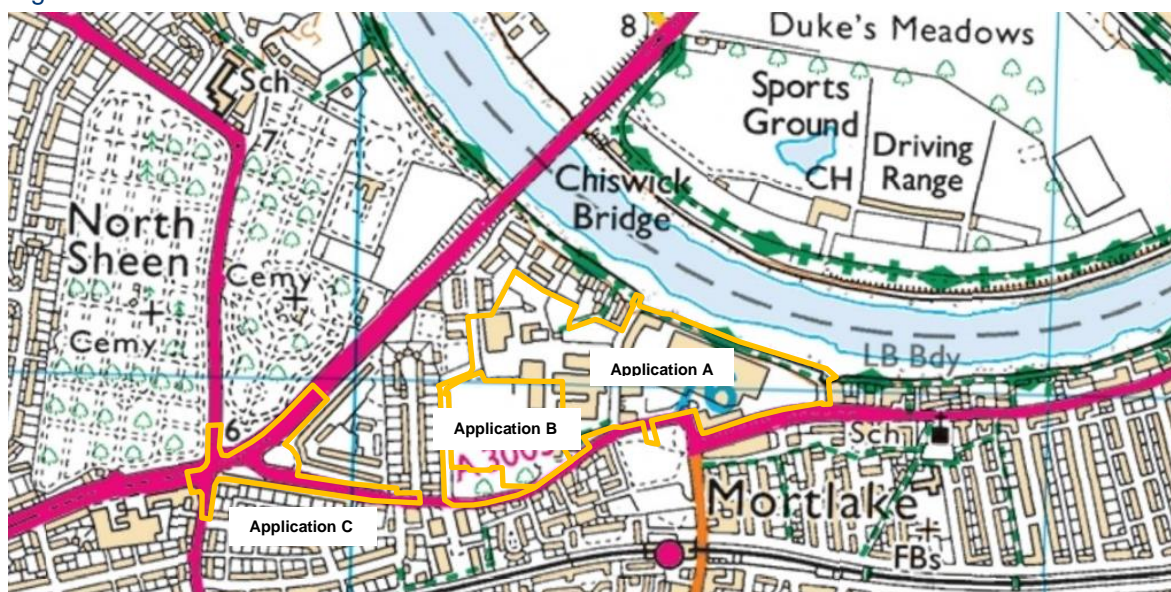 8
Duke's Meadows
Sch
Sports
Ground
7
Driving
Range
CH
Chiswick
Bridge
North
Sheen
Cemy
Cemy
LB Bdy
Application A
6
Application B
Sch
A 3003
Mortlake
Application C
FBs